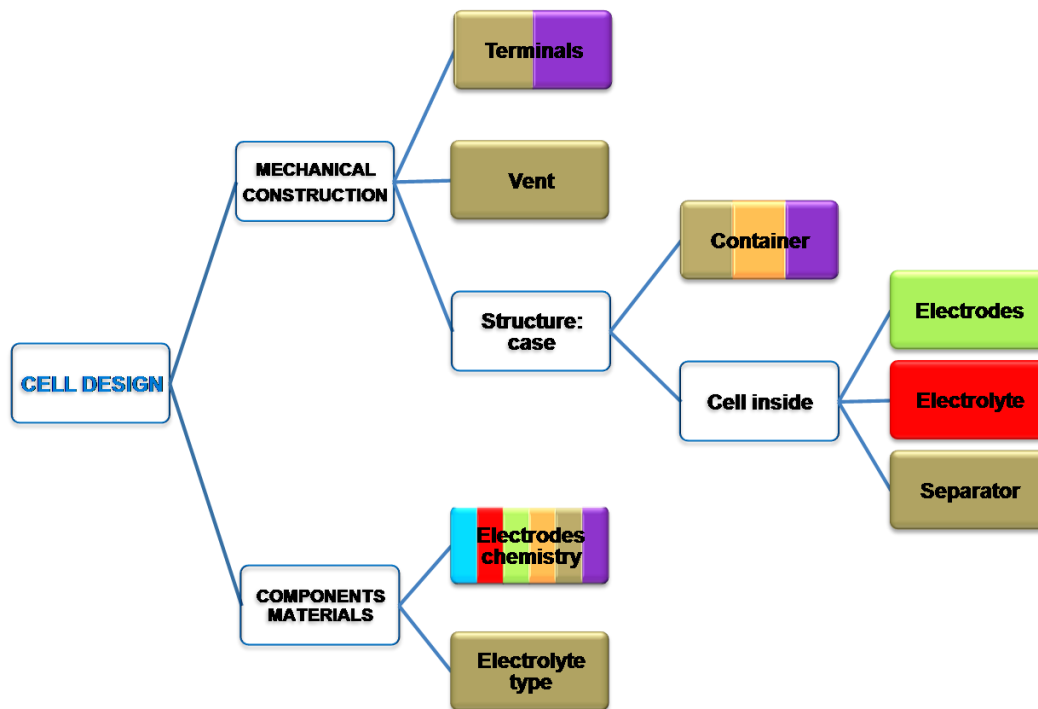 Terminals
MECHANICAL
CONSTRUCTION
Vent
Container
Structure:
case
Electrodes
CELL DESIGN
Cell inside
Electrolyte
Separator
Electrodes
chemistry
COMPONENTS
MATERIALS
Electrolyte
type